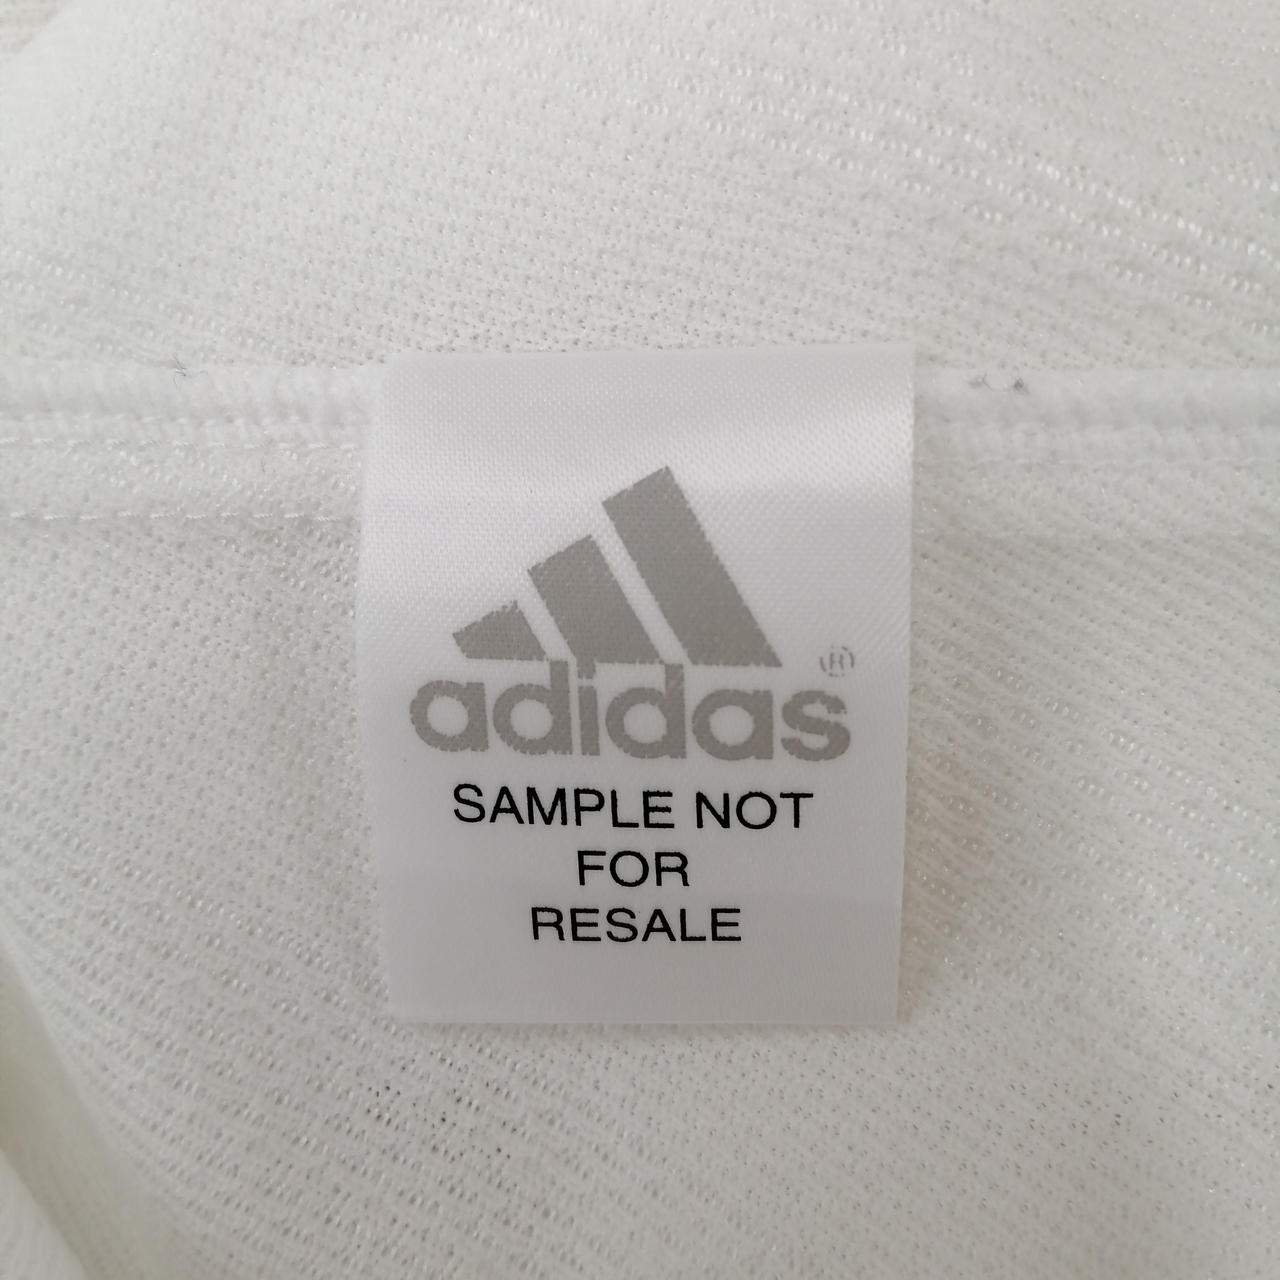 ®
adidas
SAMPLE NOT
FOR
RESALE